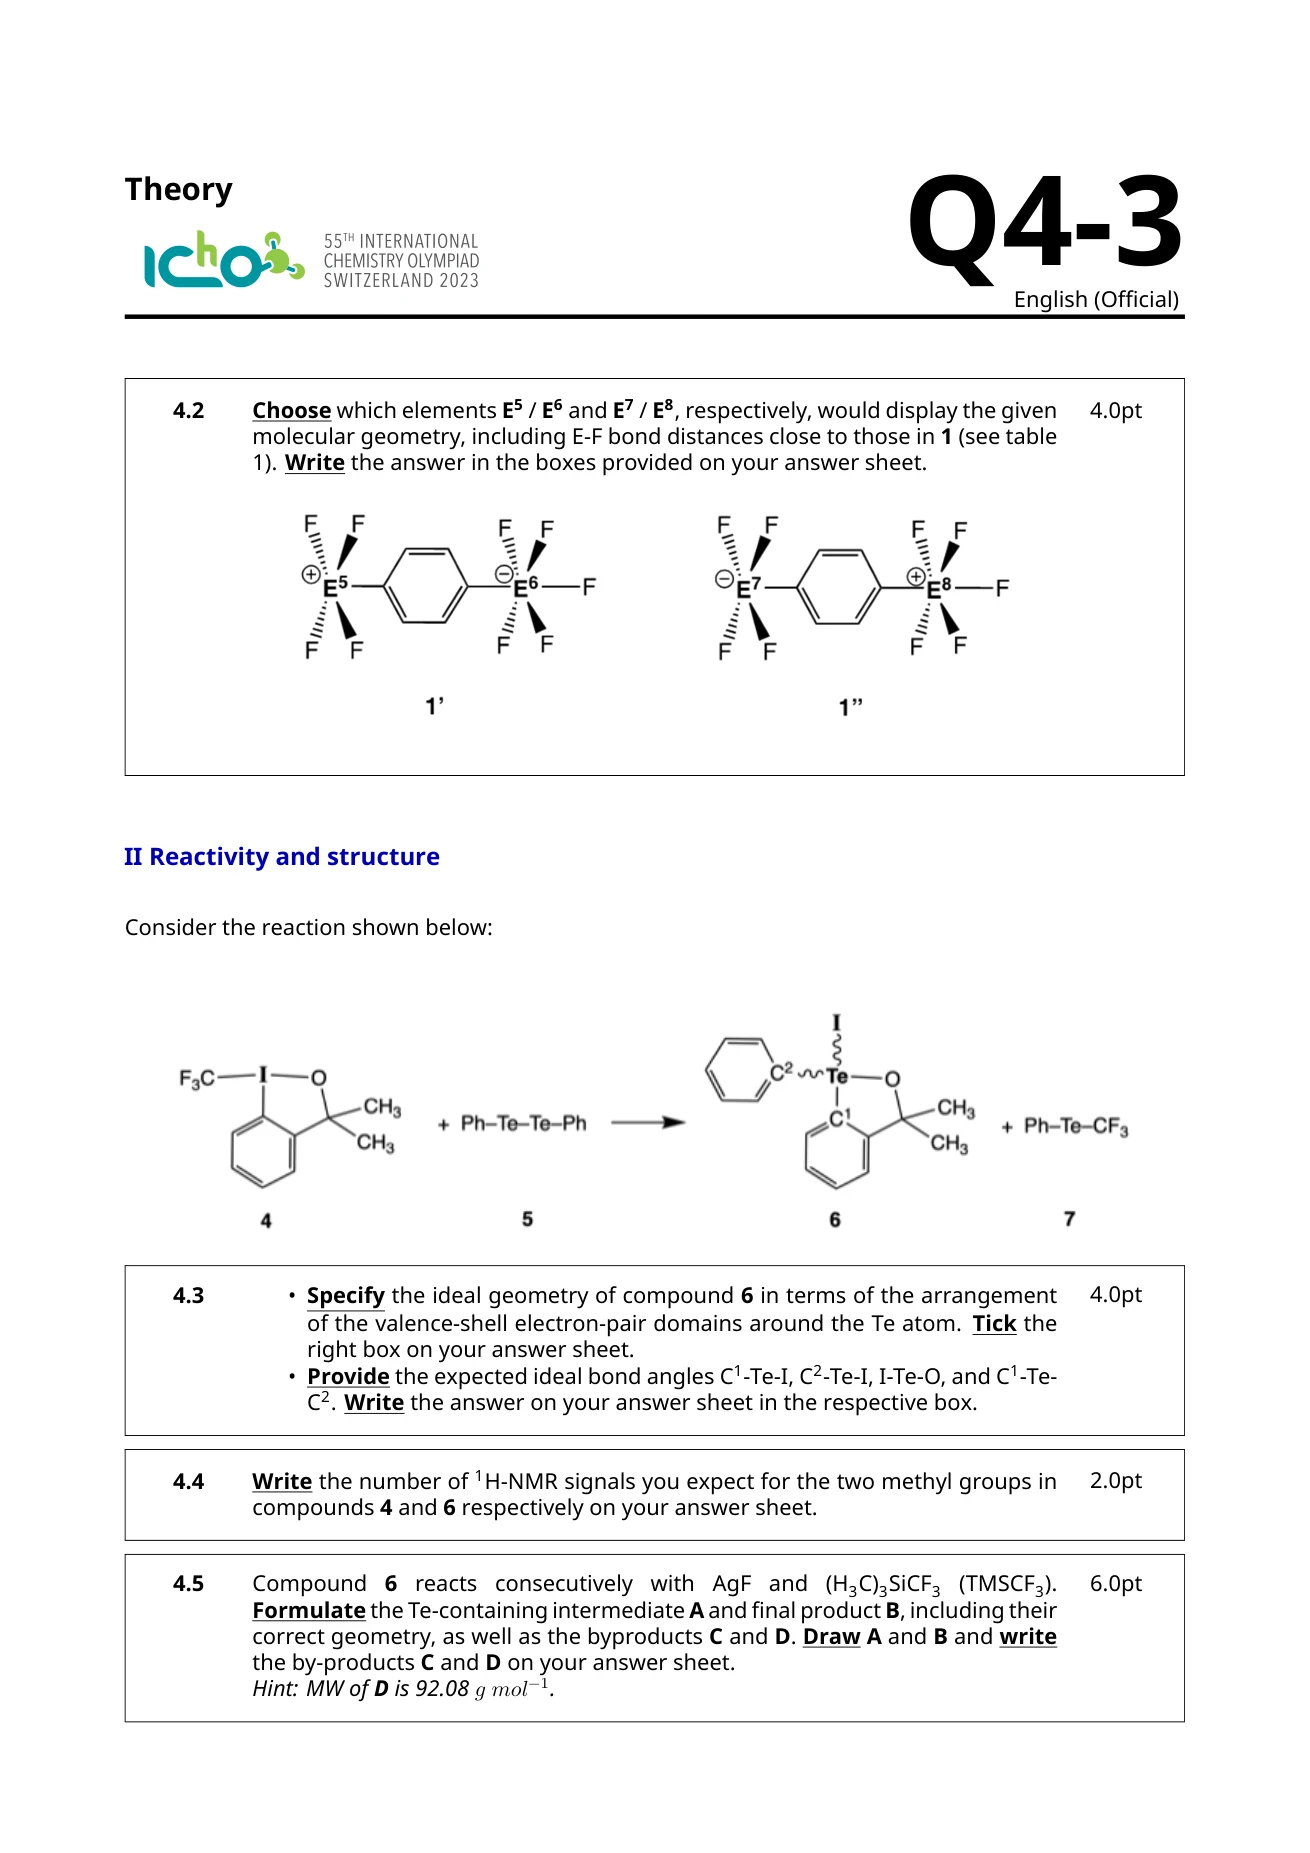 Theory
Q4-3
IChO
55TH INTERNATIONAL
CHEMISTRY OLYMPIAD
SWITZERLAND 2023
English (Official)
4.2 Choose which elements E⁵ / E⁶ and E⁷ / E⁸, respectively, would display the given 4.0pt
molecular geometry, including E-F bond distances close to those in 1 (see table
1). Write the answer in the boxes provided on your answer sheet.
F F F F F F F F
⊕ E⁵ ⊖ E⁶ F ⊖ E⁷ ⊕ E⁸ F
F F F F F F F F
1’ 1”
II Reactivity and structure
Consider the reaction shown below:
I
F₃C I O C² Te O
CH₃ + Ph–Te–Te–Ph C¹ CH₃ + Ph–Te–CF₃
CH₃ CH₃
4 5 6 7
4.3 • Specify the ideal geometry of compound 6 in terms of the arrangement 4.0pt
of the valence-shell electron-pair domains around the Te atom. Tick the
right box on your answer sheet.
• Provide the expected ideal bond angles C¹-Te-I, C²-Te-I, I-Te-O, and C¹-Te-
C². Write the answer on your answer sheet in the respective box.
4.4 Write the number of ¹H-NMR signals you expect for the two methyl groups in 2.0pt
compounds 4 and 6 respectively on your answer sheet.
4.5 Compound 6 reacts consecutively with AgF and (H₃C)₃SiCF₃ (TMSCF₃). 6.0pt
Formulate the Te-containing intermediate A and final product B, including their
correct geometry, as well as the byproducts C and D. Draw A and B and write
the by-products C and D on your answer sheet.
Hint: MW of D is 92.08 g mol⁻¹.